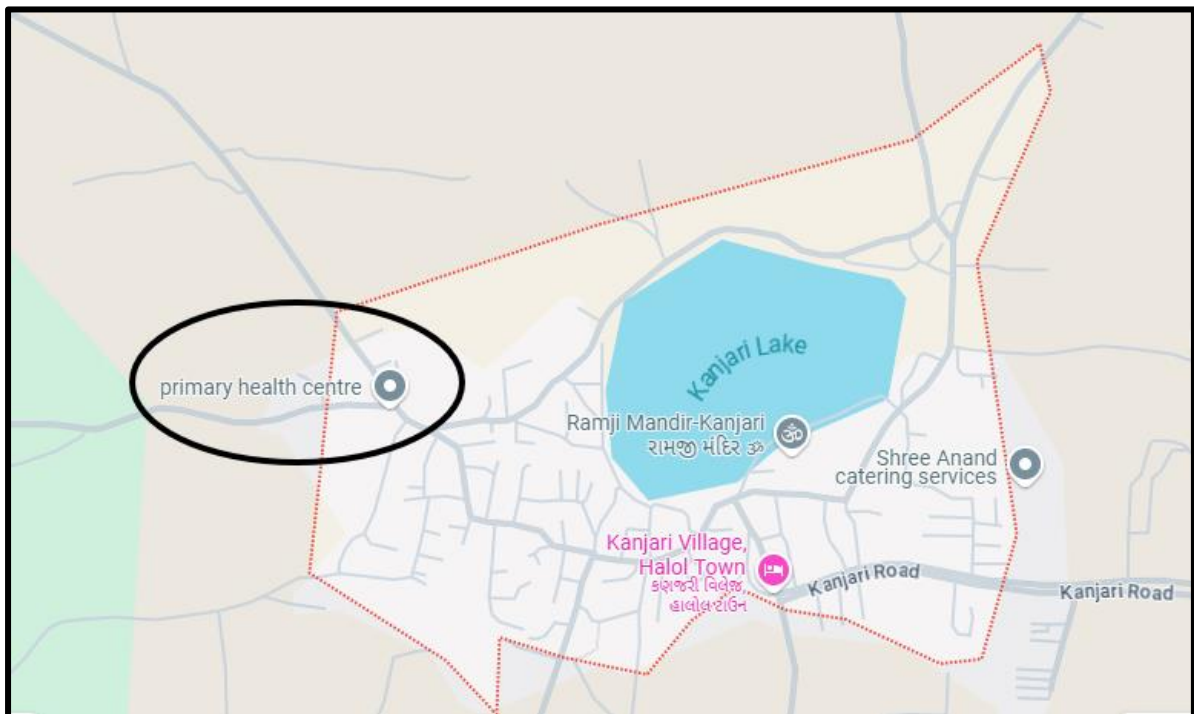 primary health centre
Kanjari Lake
Ramji Mandir-Kanjari
રામજી મંદિર ૐ
Shree Anand
catering services
Kanjari Village,
Halol Town
કણજરી વિલેજ,
હાલોલ ટાઉન
Kanjari Road
Kanjari Road